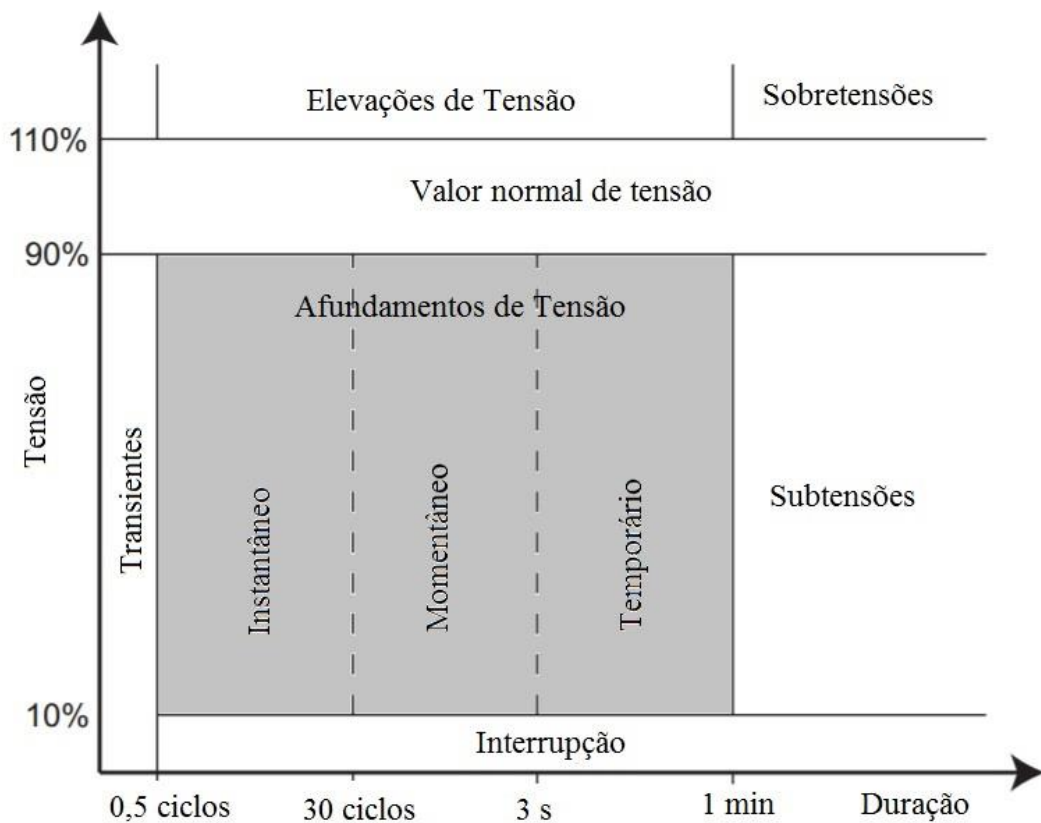 Elevações de Tensão
Sobretensões
110%
Valor normal de tensão
90%
Afundamentos de Tensão
Tensão
Transientes
Instantâneo
Momentâneo
Temporário
Subtensões
10%
Interrupção
0,5 ciclos
30 ciclos
3 s
1 min
Duração